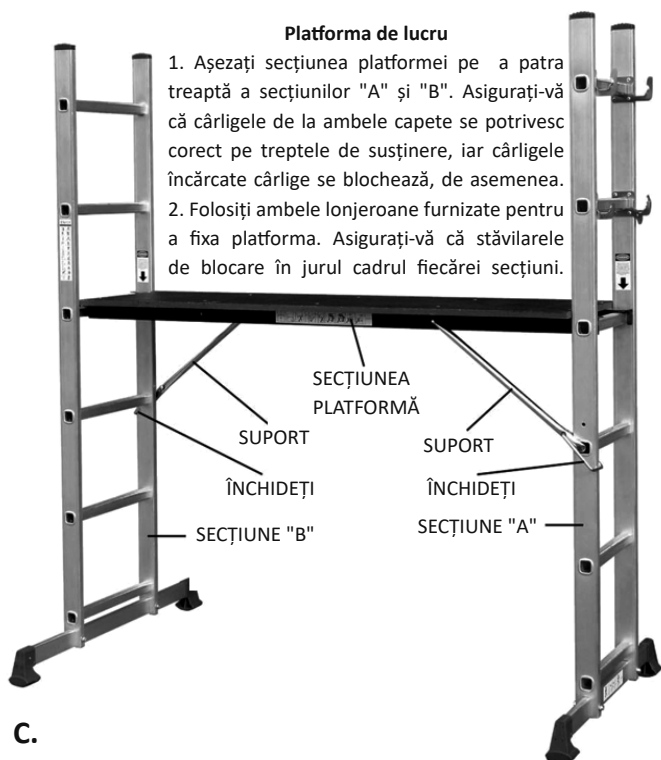 Platforma de lucru
1. Așezați secțiunea platformei pe a patra
treaptă a secțiunilor "A" și "B". Asigurați-vă
că cârligele de la ambele capete se potrivesc
corect pe treptele de susținere, iar cârligele
încărcate cârlige se blochează, de asemenea.
2. Folosiți ambele lonjeroane furnizate pentru
a fixa platforma. Asigurați-vă că stăvilarele
de blocare în jurul cadrul fiecărei secțiuni.
SECȚIUNEA
PLATFORMĂ
SUPORT
SUPORT
ÎNCHIDEȚI
ÎNCHIDEȚI
SECȚIUNE "B"
SECȚIUNE "A"
C.